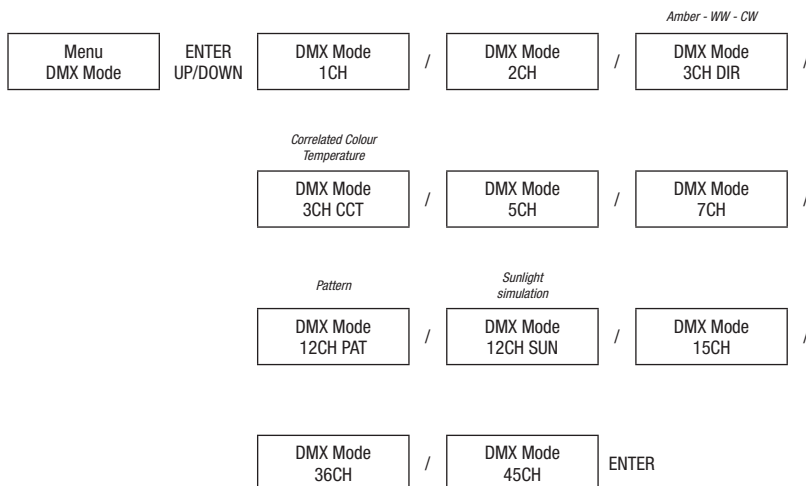 Amber - WW - CW
Menu
DMX Mode
ENTER
UP/DOWN
DMX Mode
1CH
/
DMX Mode
2CH
/
DMX Mode
3CH DIR
/
Correlated Colour
Temperature
DMX Mode
3CH CCT
/
DMX Mode
5CH
/
DMX Mode
7CH
/
Pattern
Sunlight
simulation
DMX Mode
12CH PAT
/
DMX Mode
12CH SUN
/
DMX Mode
15CH
/
DMX Mode
36CH
/
DMX Mode
45CH
ENTER